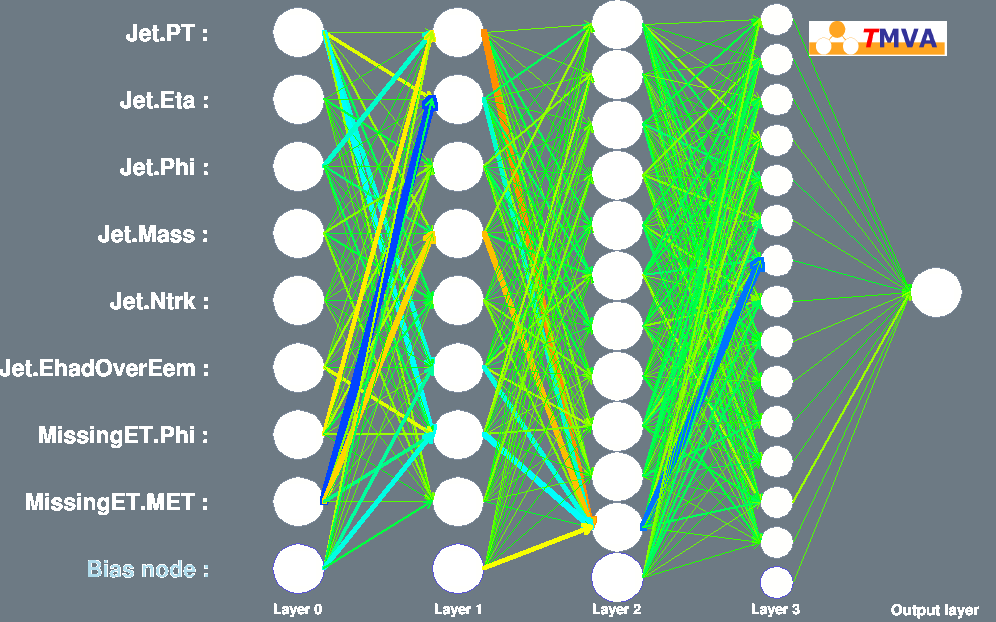 Jet.PT :
TMVA
Jet.Eta :
Jet.Phi :
Jet.Mass :
Jet.Ntrk :
Jet.EhadOverEem :
MissingET.Phi :
MissingET.MET :
Bias node :
Layer 0 Layer 1 Layer 2 Layer 3 Output layer